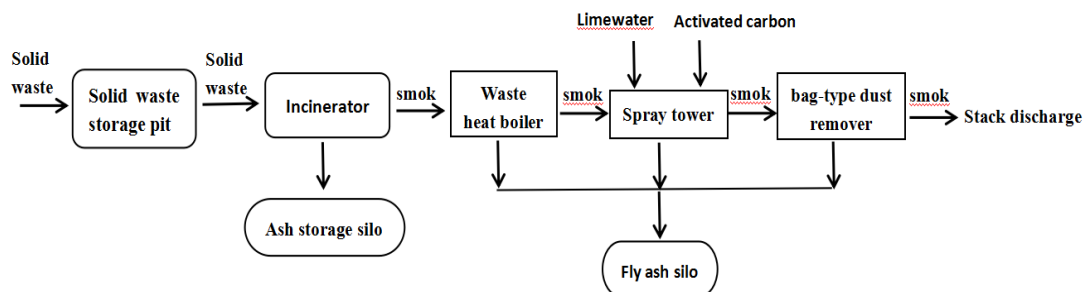 Limewater
Activated carbon
Solid
waste
Solid waste
storage pit
Solid
waste
Incinerator
smok
Waste
heat boiler
smok
Spray tower
smok
bag-type dust
remover
smok
Stack discharge
Ash storage silo
Fly ash silo